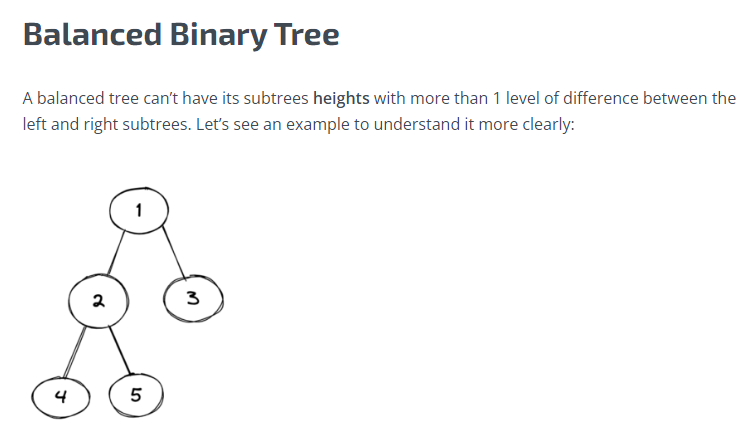 Balanced Binary Tree
A balanced tree can’t have its subtrees heights with more than 1 level of difference between the
left and right subtrees. Let’s see an example to understand it more clearly:
1
2
3
4
5